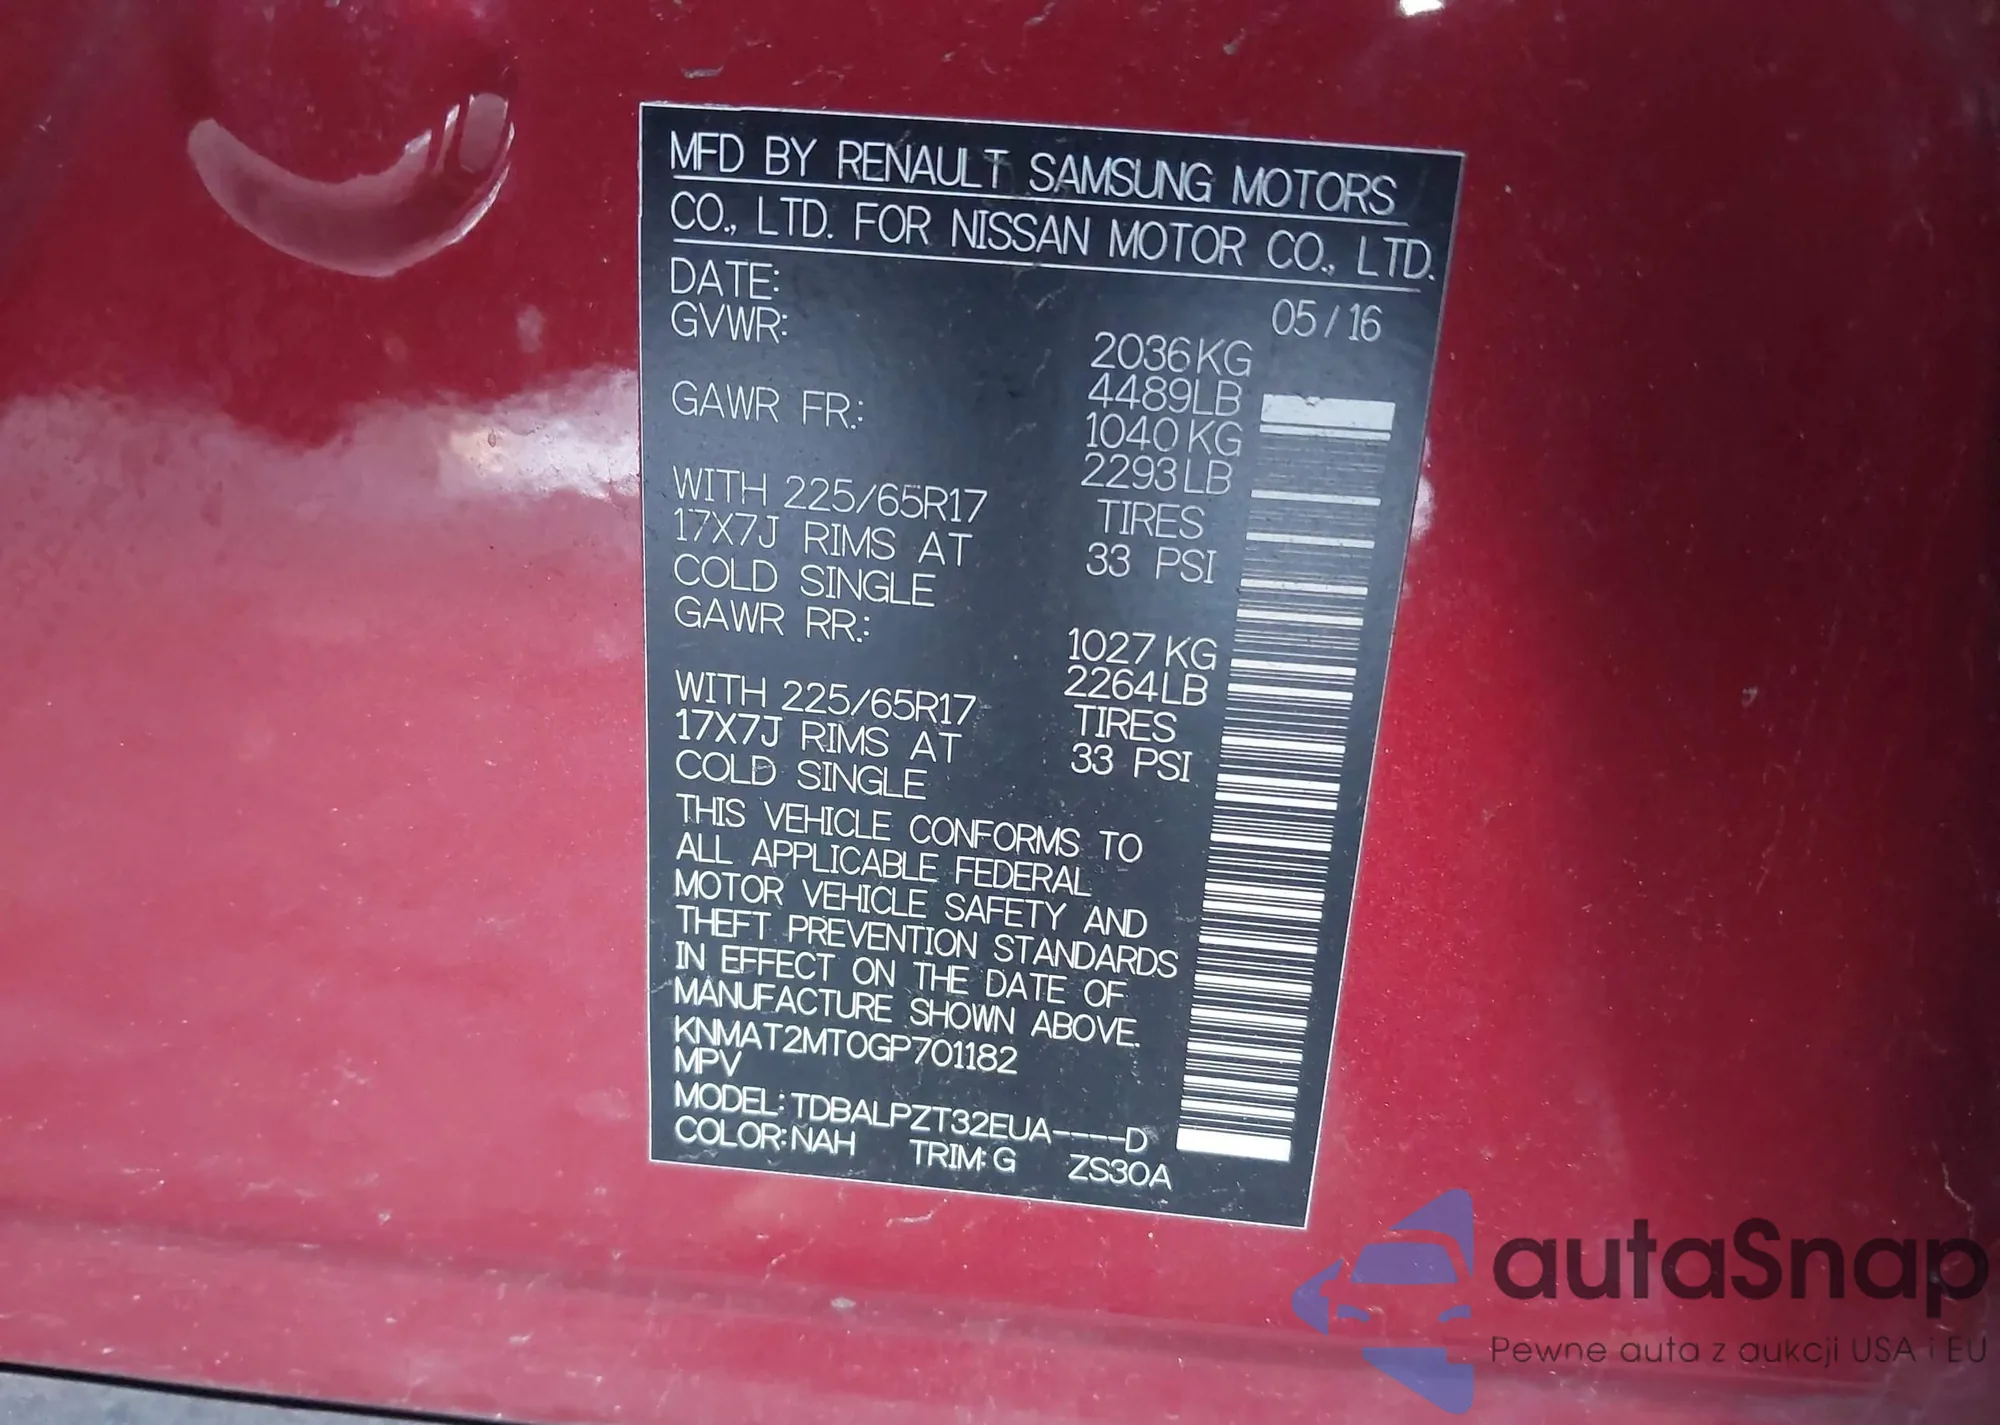 MFD BY RENAULT SAMSUNG MOTORS
CO., LTD. FOR NISSAN MOTOR CO., LTD.
DATE: 05/16
GVWR: 2036KG
4489LB
GAWR FR.: 1040KG
2293LB
WITH 225/65R17 TIRES
17X7J RIMS AT 33 PSI
COLD SINGLE
GAWR RR.: 1027KG
2264LB
WITH 225/65R17 TIRES
17X7J RIMS AT 33 PSI
COLD SINGLE
THIS VEHICLE CONFORMS TO
ALL APPLICABLE FEDERAL
MOTOR VEHICLE SAFETY AND
THEFT PREVENTION STANDARDS
IN EFFECT ON THE DATE OF
MANUFACTURE SHOWN ABOVE.
KNMAT2MT0GP701182
MPV
MODEL: TDBALPZT32EUA----D
COLOR: NAH TRIM: G ZS30A
autaSnap
Pewne auta z aukcji USA i EU